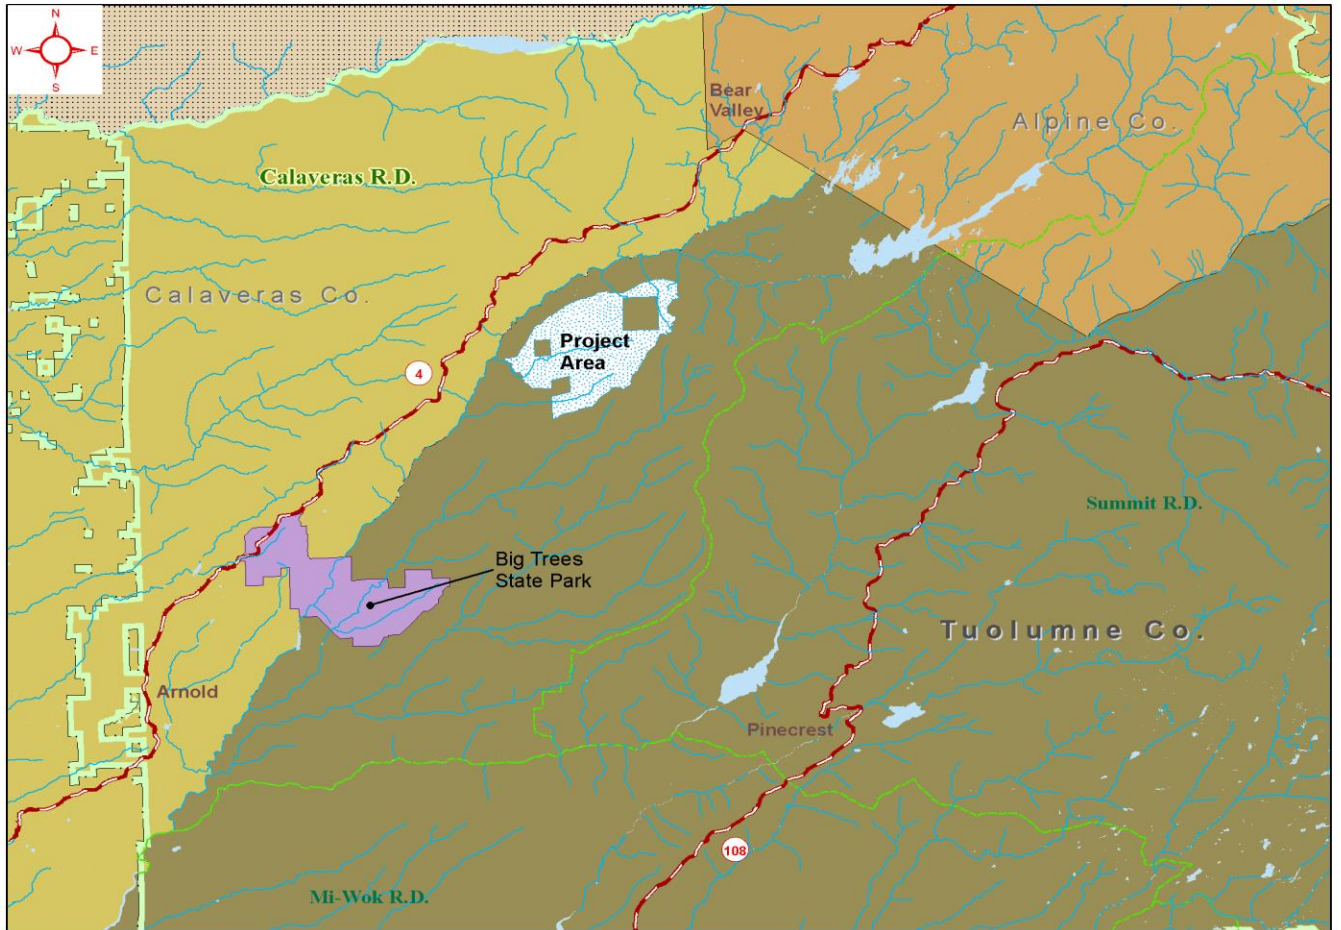 N
W E
S
Bear
Valley
Alpine Co.
Calaveras R.D.
Calaveras Co.
Project
Area
4
Summit R.D.
Big Trees
State Park
Tuolumne Co.
Arnold
Pinecrest
108
Mi-Wok R.D.